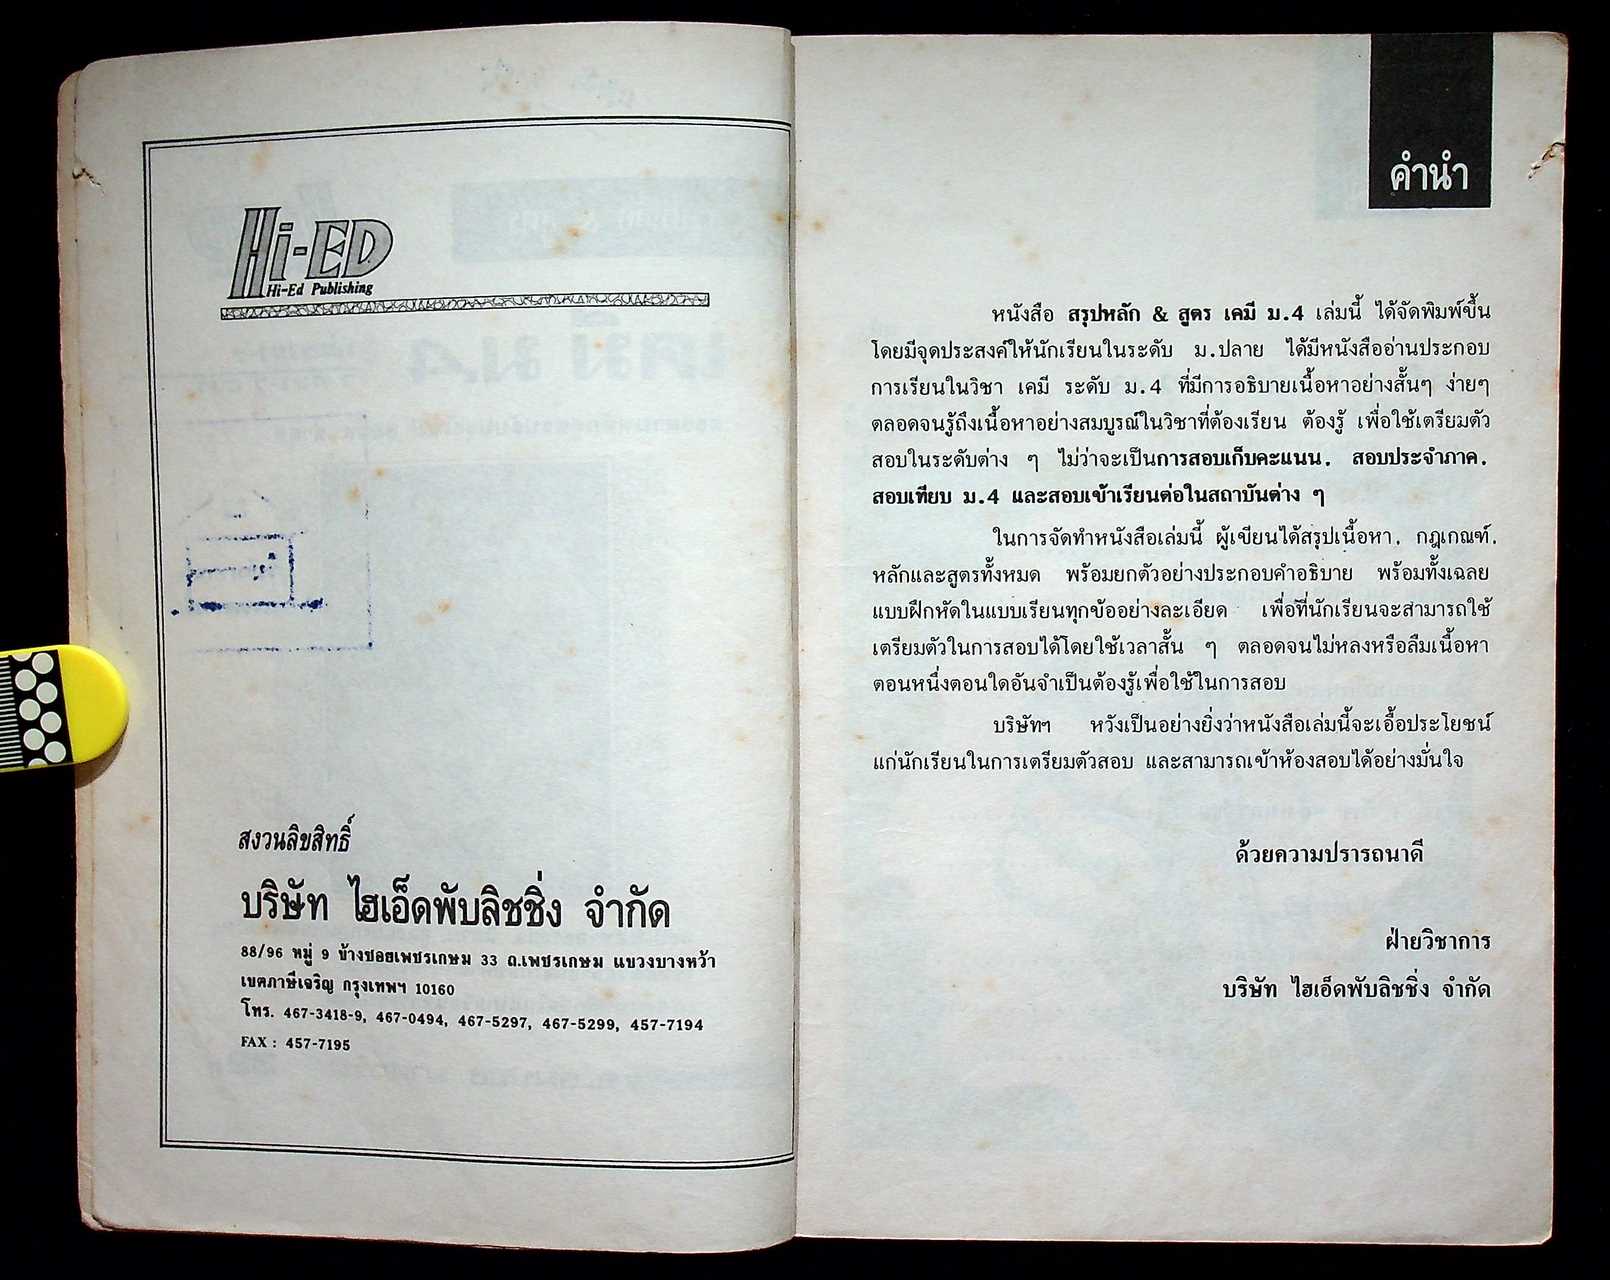 Hi-ED
Hi-Ed Publishing
สงวนลิขสิทธิ์
บริษัท ไฮเอ็ดพับลิชชิ่ง จำกัด
88/96 หมู่ 9 ข้างซอยเพชรเกษม 33 ถ.เพชรเกษม แขวงบางหว้า
เขตภาษีเจริญ กรุงเทพฯ 10160
โทร. 467-3418-9, 467-0494, 467-5297, 467-5299, 457-7194
FAX : 457-7195
คำนำ
หนังสือ สรุปหลัก & สูตร เคมี ม.4 เล่มนี้ ได้จัดพิมพ์ขึ้น
โดยมีจุดประสงค์ให้นักเรียนในระดับ ม.ปลาย ได้มีหนังสืออ่านประกอบ
การเรียนในวิชา เคมี ระดับ ม.4 ที่มีการอธิบายเนื้อหาอย่างสั้นๆ ง่ายๆ
ตลอดจนรู้ถึงเนื้อหาอย่างสมบูรณ์ในวิชาที่ต้องเรียน ต้องรู้ เพื่อใช้เตรียมตัว
สอบในระดับต่าง ๆ ไม่ว่าจะเป็นการสอบเก็บคะแนน, สอบประจำภาค,
สอบเทียบ ม.4 และสอบเข้าเรียนต่อในสถาบันต่าง ๆ
ในการจัดทำหนังสือเล่มนี้ ผู้เขียนได้สรุปเนื้อหา, กฎเกณฑ์,
หลักและสูตรทั้งหมด พร้อมยกตัวอย่างประกอบคำอธิบาย พร้อมทั้งเฉลย
แบบฝึกหัดในแบบเรียนทุกข้ออย่างละเอียด เพื่อที่นักเรียนจะสามารถใช้
เตรียมตัวในการสอบได้โดยใช้เวลาสั้น ๆ ตลอดจนไม่หลงหรือลืมเนื้อหา
ตอนหนึ่งตอนใดอันจำเป็นต้องรู้เพื่อใช้ในการสอบ
บริษัทฯ หวังเป็นอย่างยิ่งว่าหนังสือเล่มนี้จะเอื้อประโยชน์
แก่นักเรียนในการเตรียมตัวสอบ และสามารถเข้าห้องสอบได้อย่างมั่นใจ
ด้วยความปรารถนาดี
ฝ่ายวิชาการ
บริษัท ไฮเอ็ดพับลิชชิ่ง จำกัด